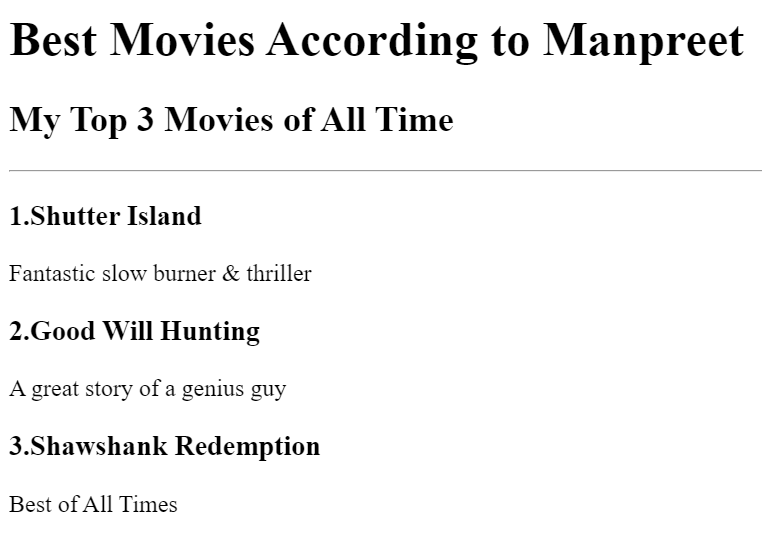 Best Movies According to Manpreet
My Top 3 Movies of All Time
1.Shutter Island
Fantastic slow burner & thriller
2.Good Will Hunting
A great story of a genius guy
3.Shawshank Redemption
Best of All Times